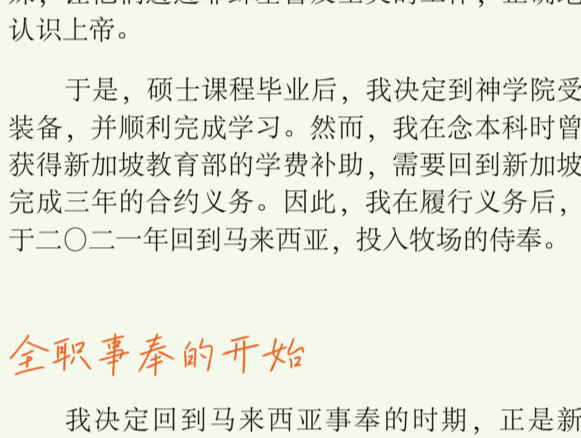 认识上帝。
于是，硕士课程毕业后，我决定到神学院受
装备，并顺利完成学习。然而，我在念本科时曾
获得新加坡教育部的学费补助，需要回到新加坡
完成三年的合约义务。因此，我在履行义务后，
于二〇二一年回到马来西亚，投入牧场的侍奉。
全职事奉的开始
我决定回到马来西亚事奉的时期，正是新